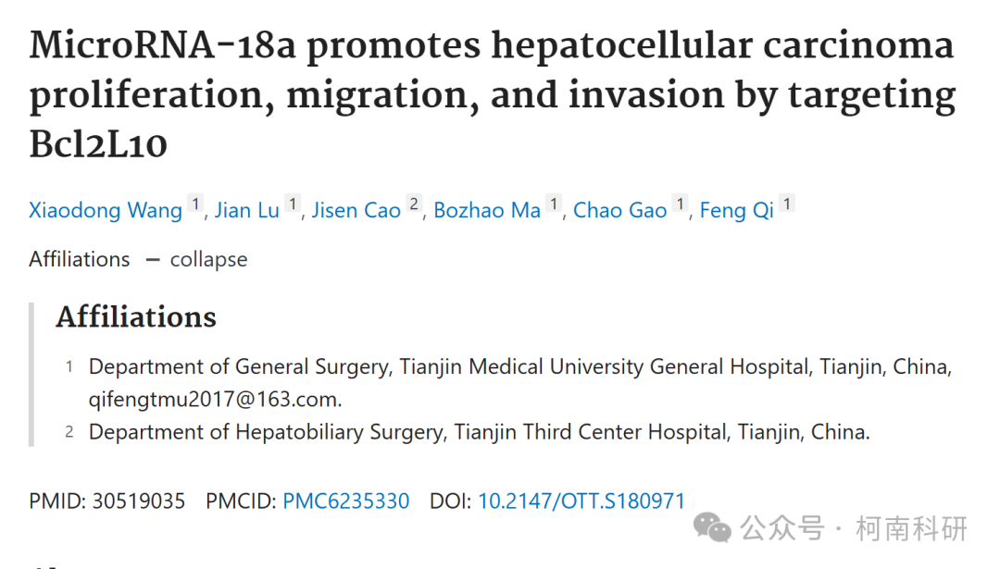 MicroRNA-18a promotes hepatocellular carcinoma
proliferation, migration, and invasion by targeting
Bcl2L10
Xiaodong Wang 1, Jian Lu 1, Jisen Cao 2, Bozhao Ma 1, Chao Gao 1, Feng Qi 1
Affiliations — collapse
Affiliations
1 Department of General Surgery, Tianjin Medical University General Hospital, Tianjin, China,
qifengtmu2017@163.com.
2 Department of Hepatobiliary Surgery, Tianjin Third Center Hospital, Tianjin, China.
PMID: 30519035 PMCID: PMC6235330 DOI: 10.2147/OTT.S180971
公众号 · 柯南科研